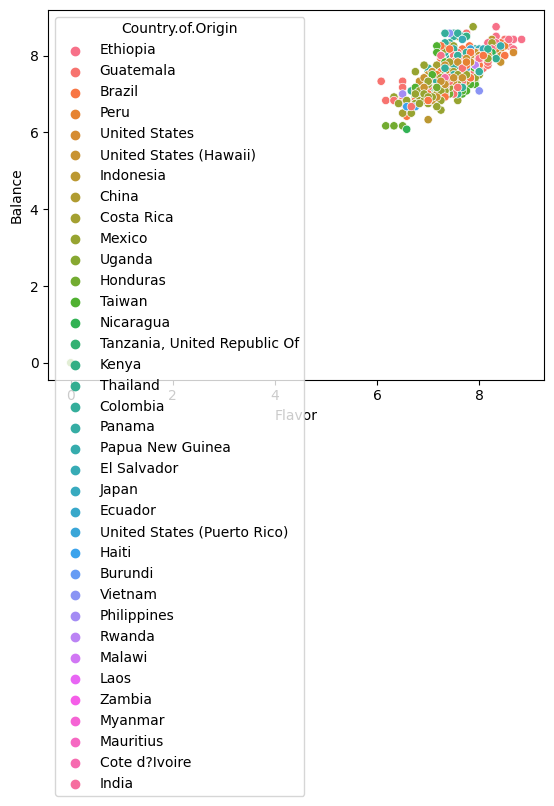 Country.of.Origin
Ethiopia
Guatemala
Brazil
Peru
United States
United States (Hawaii)
Indonesia
China
Costa Rica
Mexico
Uganda
Honduras
Taiwan
Nicaragua
Tanzania, United Republic Of
Kenya
Thailand
Colombia
Panama
Papua New Guinea
El Salvador
Japan
Ecuador
United States (Puerto Rico)
Haiti
Burundi
Vietnam
Philippines
Rwanda
Malawi
Laos
Zambia
Myanmar
Mauritius
Cote d?Ivoire
India
Balance
8
6
4
2
0
0 2 4 6 8
Flavor